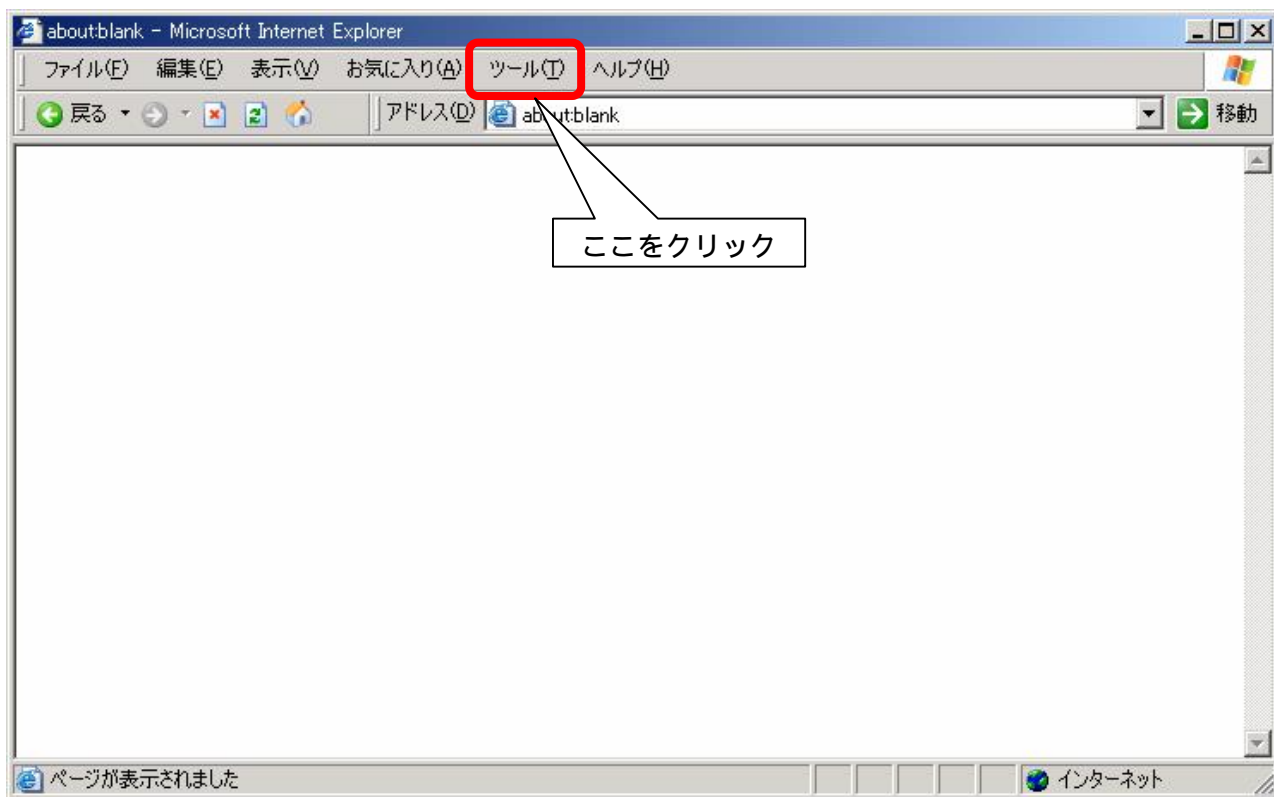 about:blank - Microsoft Internet Explorer
ファイル(F) 編集(E) 表示(V) お気に入り(A) ツール(T) ヘルプ(H)
戻る アドレス(D) about:blank 移動
ここをクリック
ページが表示されました インターネット